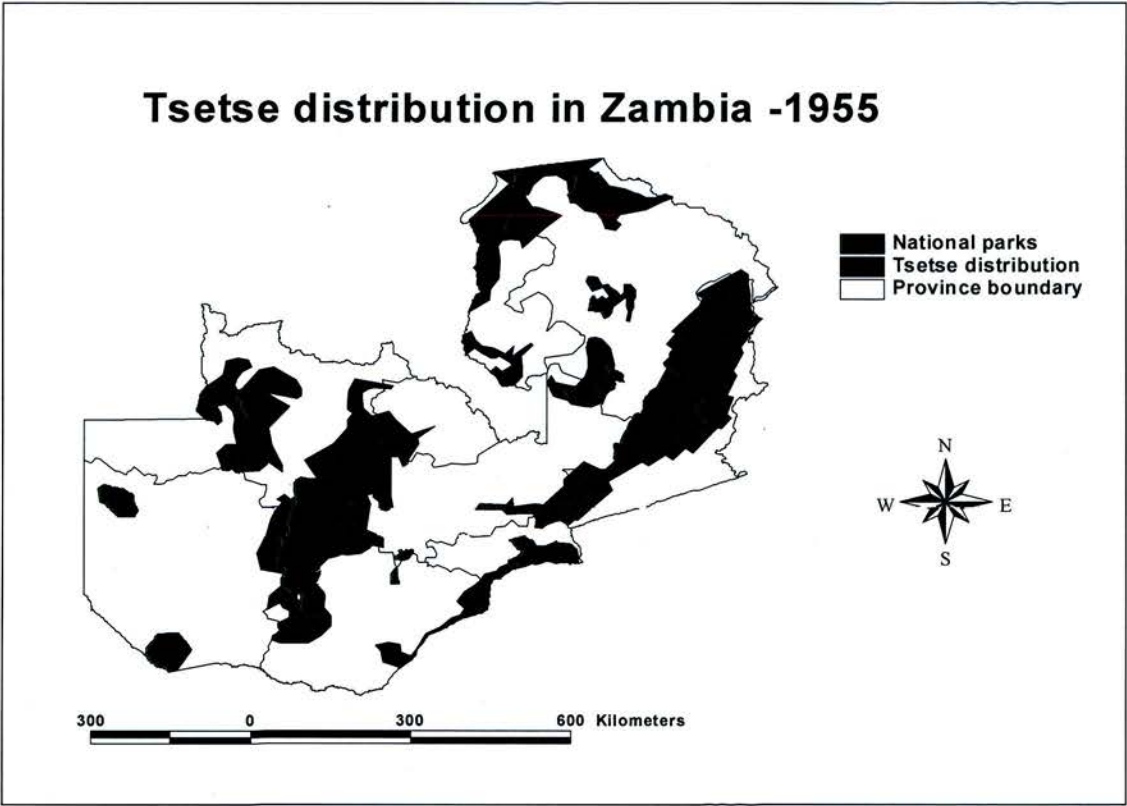 Tsetse distribution in Zambia -1955
National parks
Tsetse distribution
Province boundary
N
W E
S
300 0 300 600 Kilometers